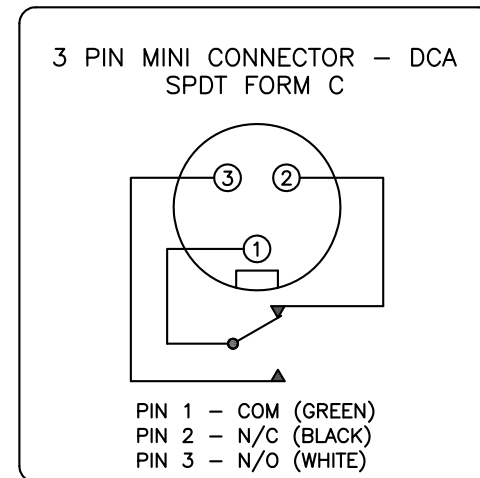 3 PIN MINI CONNECTOR – DCA
SPDT FORM C
3 2
1
PIN 1 – COM (GREEN)
PIN 2 – N/C (BLACK)
PIN 3 – N/O (WHITE)